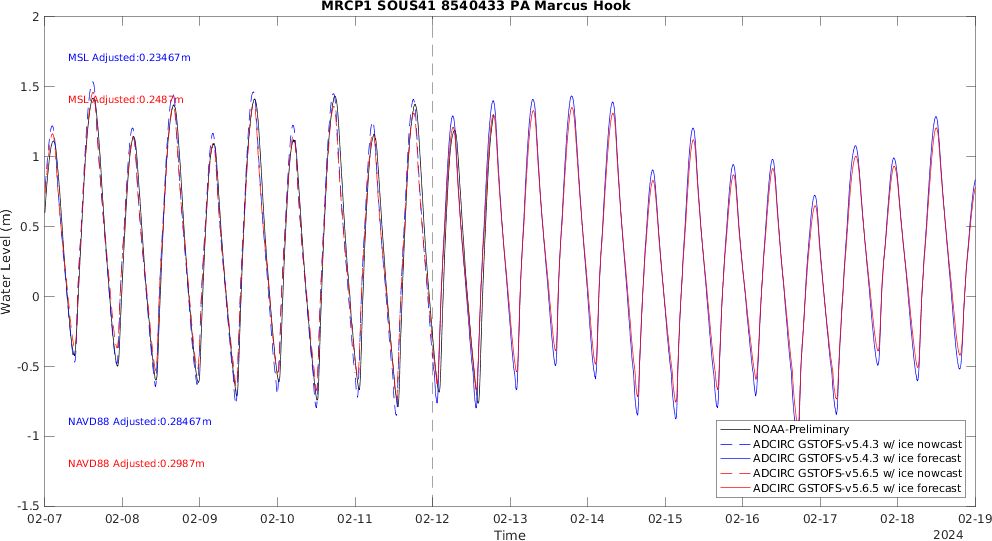 MRCP1 SOUS41 8540433 PA Marcus Hook
2
1.5
1
0.5
0
-0.5
-1
-1.5
Water Level (m)
MSL Adjusted:0.23467m
MSL Adjusted:0.2487m
NAVD88 Adjusted:0.28467m
NAVD88 Adjusted:0.2987m
NOAA-Preliminary
ADCIRC GSTOFS-v5.4.3 w/ ice nowcast
ADCIRC GSTOFS-v5.4.3 w/ ice forecast
ADCIRC GSTOFS-v5.6.5 w/ ice nowcast
ADCIRC GSTOFS-v5.6.5 w/ ice forecast
02-07 02-08 02-09 02-10 02-11 02-12 02-13 02-14 02-15 02-16 02-17 02-18 02-19
Time
2024